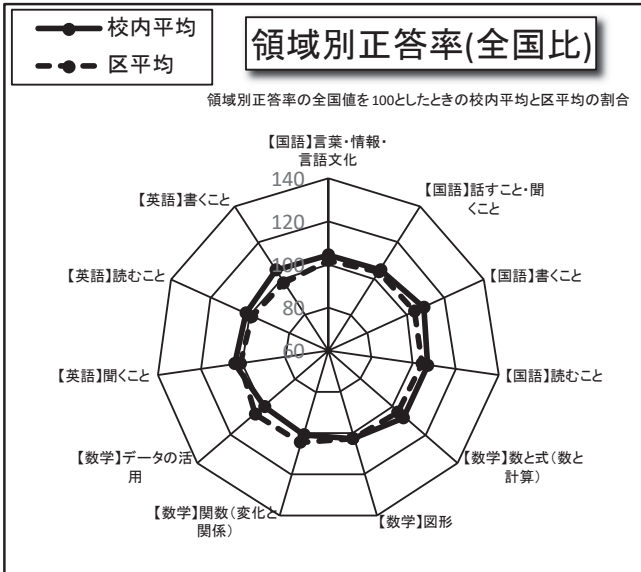 校内平均
区平均
領域別正答率(全国比)
領域別正答率の全国値を100としたときの校内平均と区平均の割合
【国語】言葉・情報・
言語文化
【国語】話すこと・聞
くこと
【国語】書くこと
【国語】読むこと
【数学】数と式(数と
計算)
【数学】図形
【数学】関数(変化と
関係)
【数学】データの活
用
【英語】聞くこと
【英語】読むこと
【英語】書くこと
140
120
100
80
60